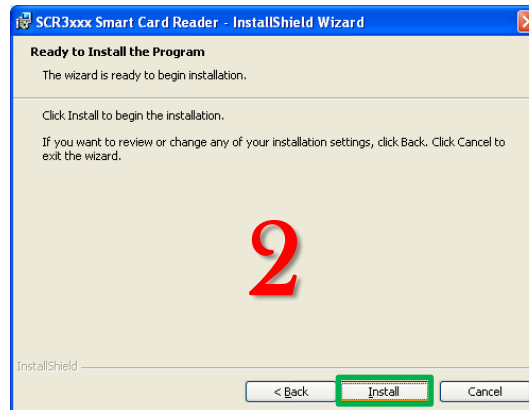 SCR3xxx Smart Card Reader - InstallShield Wizard
Ready to Install the Program
The wizard is ready to begin installation.
Click Install to begin the installation.
If you want to review or change any of your installation settings, click Back. Click Cancel to
exit the wizard.
2
InstallShield
< Back
Install
Cancel